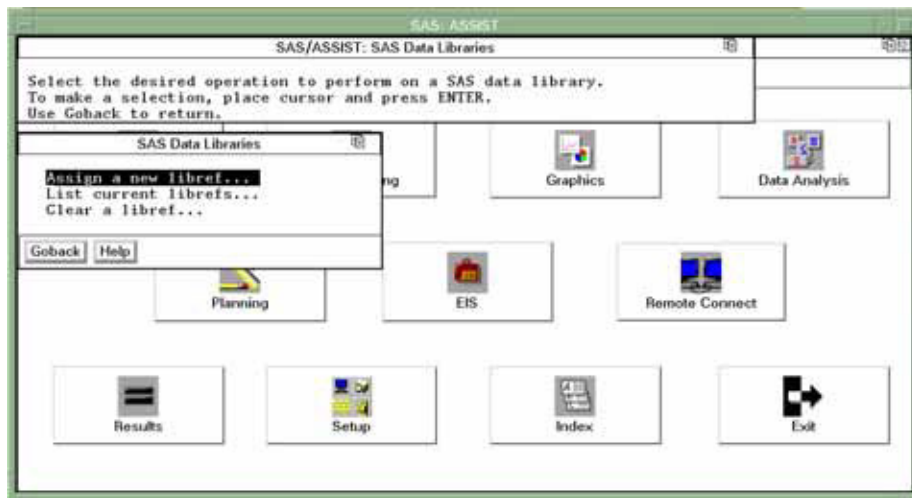 SAS: ASSIST
SAS/ASSIST: SAS Data Libraries
Select the desired operation to perform on a SAS data library.
To make a selection, place cursor and press ENTER.
Use Goback to return.
SAS Data Libraries
Assign a new libref...
List current librefs...
Clear a libref...
Goback Help
ng
Graphics
Data Analysis
Planning
EIS
Remote Connect
Results
Setup
Index
Exit